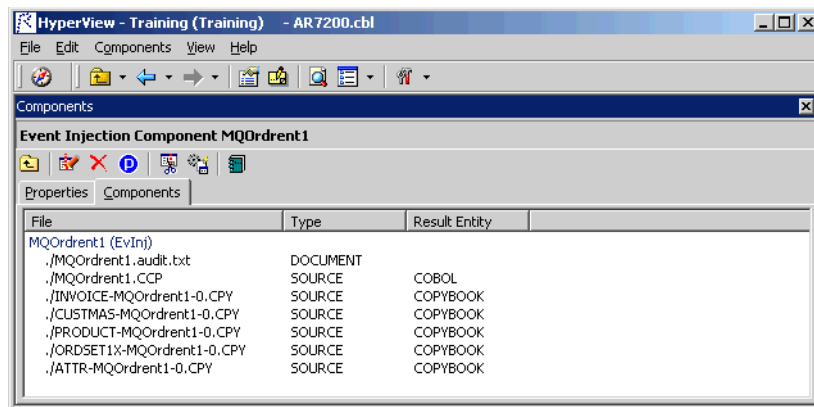 HyperView - Training (Training) - AR7200.cbl
File Edit Components View Help
Components
Event Injection Component MQOrdrent1
Properties Components
File Type Result Entity
MQOrdrent1 (EvInj)
./MQOrdrent1.audit.txt DOCUMENT
./MQOrdrent1.CCP SOURCE COBOL
./INVOICE-MQOrdrent1-0.CPY SOURCE COPYBOOK
./CUSTMAS-MQOrdrent1-0.CPY SOURCE COPYBOOK
./PRODUCT-MQOrdrent1-0.CPY SOURCE COPYBOOK
./ORDSET1X-MQOrdrent1-0.CPY SOURCE COPYBOOK
./ATTR-MQOrdrent1-0.CPY SOURCE COPYBOOK